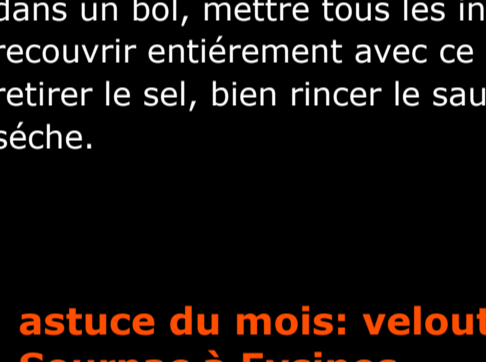 dans un bol, mettre tous les in
recouvrir entiérement avec ce
retirer le sel, bien rincer le sau
séche.
astuce du mois: velout